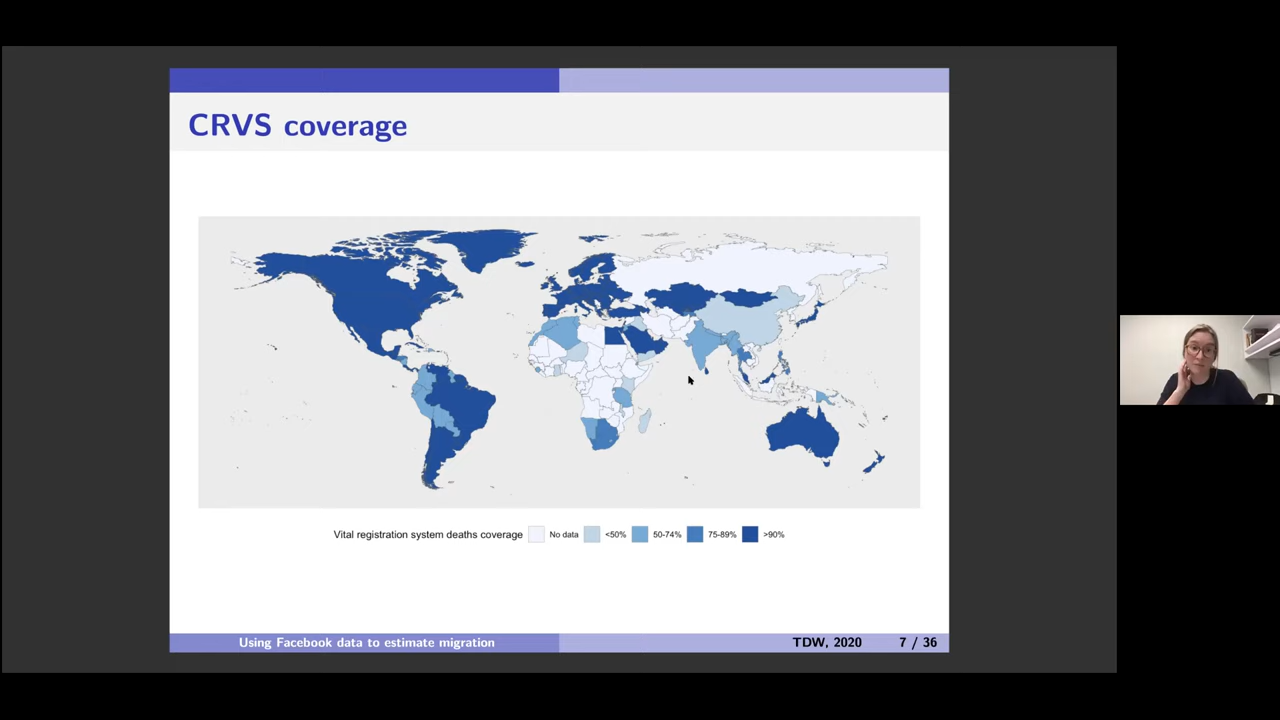 CRVS coverage
Vital registration system deaths coverage No data <50% 50-74% 75-89% >90%
Using Facebook data to estimate migration TDW, 2020 7 / 36